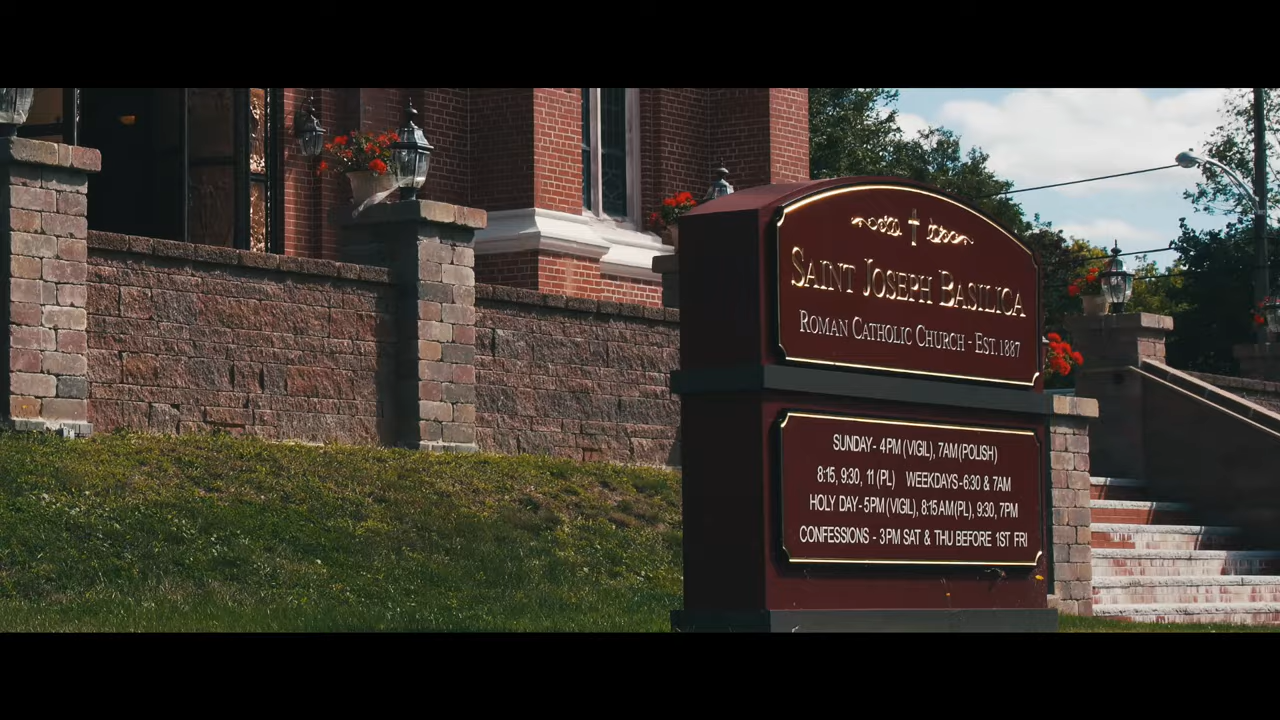 SAINT JOSEPH BASILICA
ROMAN CATHOLIC CHURCH - EST. 1887
SUNDAY - 4PM (VIGIL), 7AM (POLISH)
8:15, 9:30, 11 (PL) WEEKDAYS - 6:30 & 7AM
HOLY DAY - 5PM (VIGIL), 8:15AM (PL), 9:30, 7PM
CONFESSIONS - 3PM SAT & THU BEFORE 1ST FRI